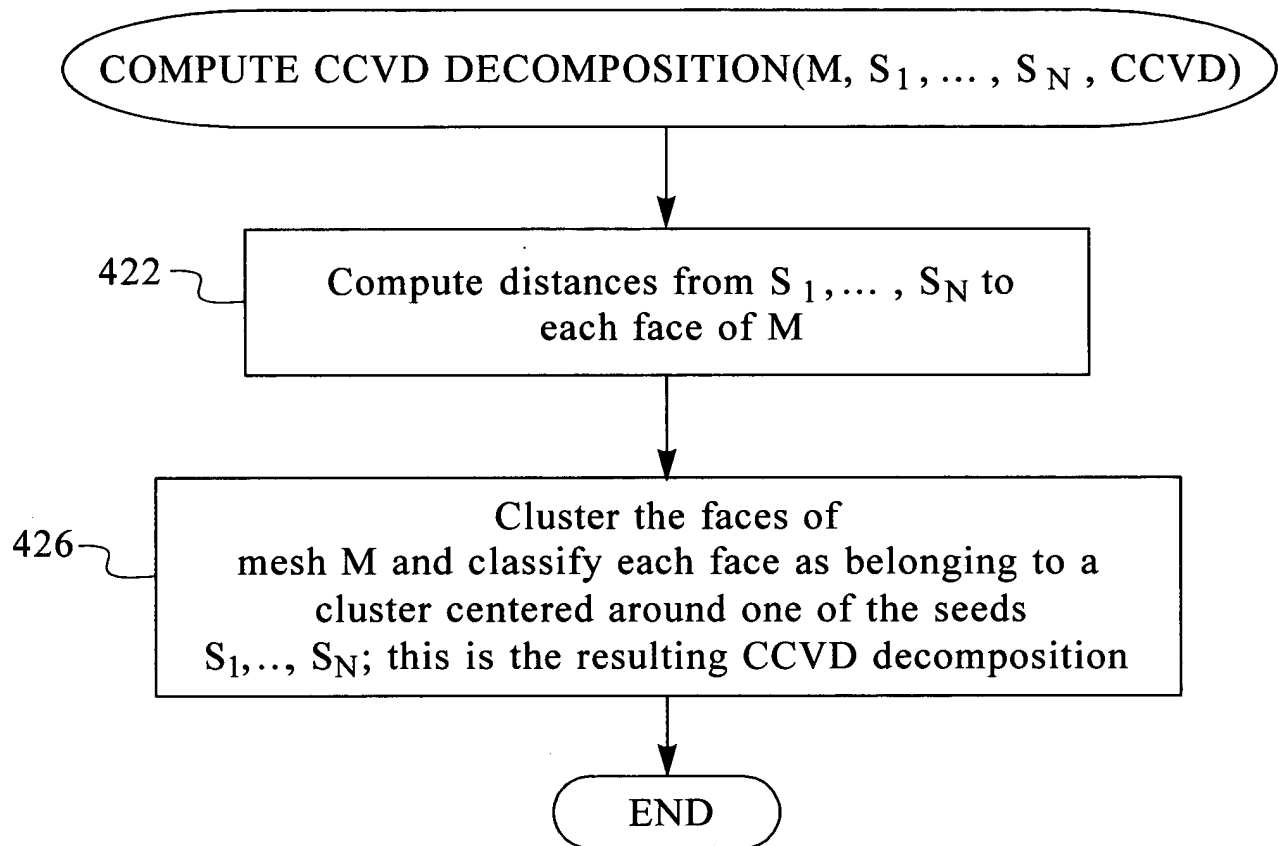 COMPUTE CCVD DECOMPOSITION(M, S1,... , SN , CCVD)
422
Compute distances from S1,... , SN to
each face of M
426
Cluster the faces of
mesh M and classify each face as belonging to a
cluster centered around one of the seeds
S1,.., SN; this is the resulting CCVD decomposition
END